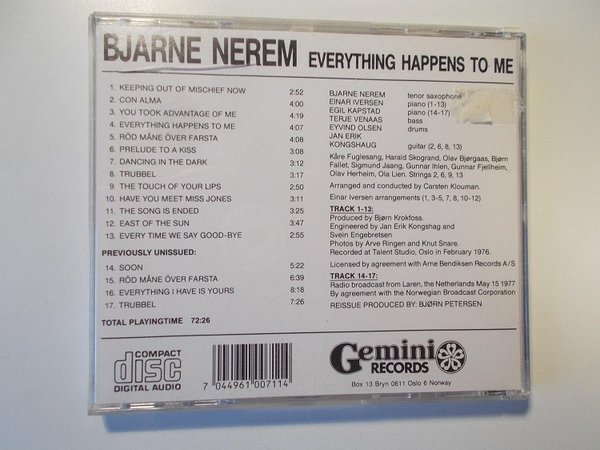 BJARNE NEREM EVERYTHING HAPPENS TO ME
1. KEEPING OUT OF MISCHIEF NOW 2:52
2. CON ALMA 4:00
3. YOU TOOK ADVANTAGE OF ME 4:19
4. EVERYTHING HAPPENS TO ME 4:07
5. RÖD MÅNE ÖVER FARSTA 4:08
6. PRELUDE TO A KISS 3:08
7. DANCING IN THE DARK 3:12
8. TRUBBEL 3:17
9. THE TOUCH OF YOUR LIPS 2:51
10. HAVE YOU MEET MISS JONES 3:11
11. THE SONG IS ENDED 3:25
12. EAST OF THE SUN 3:27
13. EVERY TIME WE SAY GOOD-BYE 2:55
PREVIOUSLY UNISSUED:
14. SOON 5:22
15. RÖD MÅNE ÖVER FARSTA 6:39
16. EVERYTHING I HAVE IS YOURS 8:18
17. TRUBBEL 7:26
TOTAL PLAYINGTIME 72:26
BJARNE NEREM tenor saxophone
EINAR IVERSEN piano (1-13)
EGIL KAPSTAD piano (14-17)
TERJE VENAAS bass
EYVIND OLSEN drums
JAN ERIK
KONGSHAUG guitar (2, 6, 8, 13)
Kåre Fuglesang, Harald Skogrand, Olav Bjørgaas, Bjørn
Fallet, Sigmund Jaang, Gunnar Ihlen, Gunnar Fjellheim,
Olav Herheim, Ola Lien. Strings 2, 6, 9, 13
Arranged and conducted by Carsten Klouman.
Einar Iversen arrangements (1, 3-5, 7, 8, 10-12)
TRACK 1-13:
Produced by Bjørn Krokfoss.
Engineered by Jan Erik Kongshag and
Svein Engebretsen
Photos by Arve Ringen and Knut Snare.
Recorded at Talent Studio, Oslo in February 1976.
Licensed by agreement with Arne Bendiksen Records A/S
TRACK 14-17:
Radio broadcast from Laren, the Netherlands May 15 1977
By agreement with the Norwegian Broadcast Corporation
REISSUE PRODUCED BY: BJØRN PETERSEN
COMPACT
disc
DIGITAL AUDIO
7 044961 007114
Gemini
RECORDS
Box 13 Bryn 0611 Oslo 6 Norway